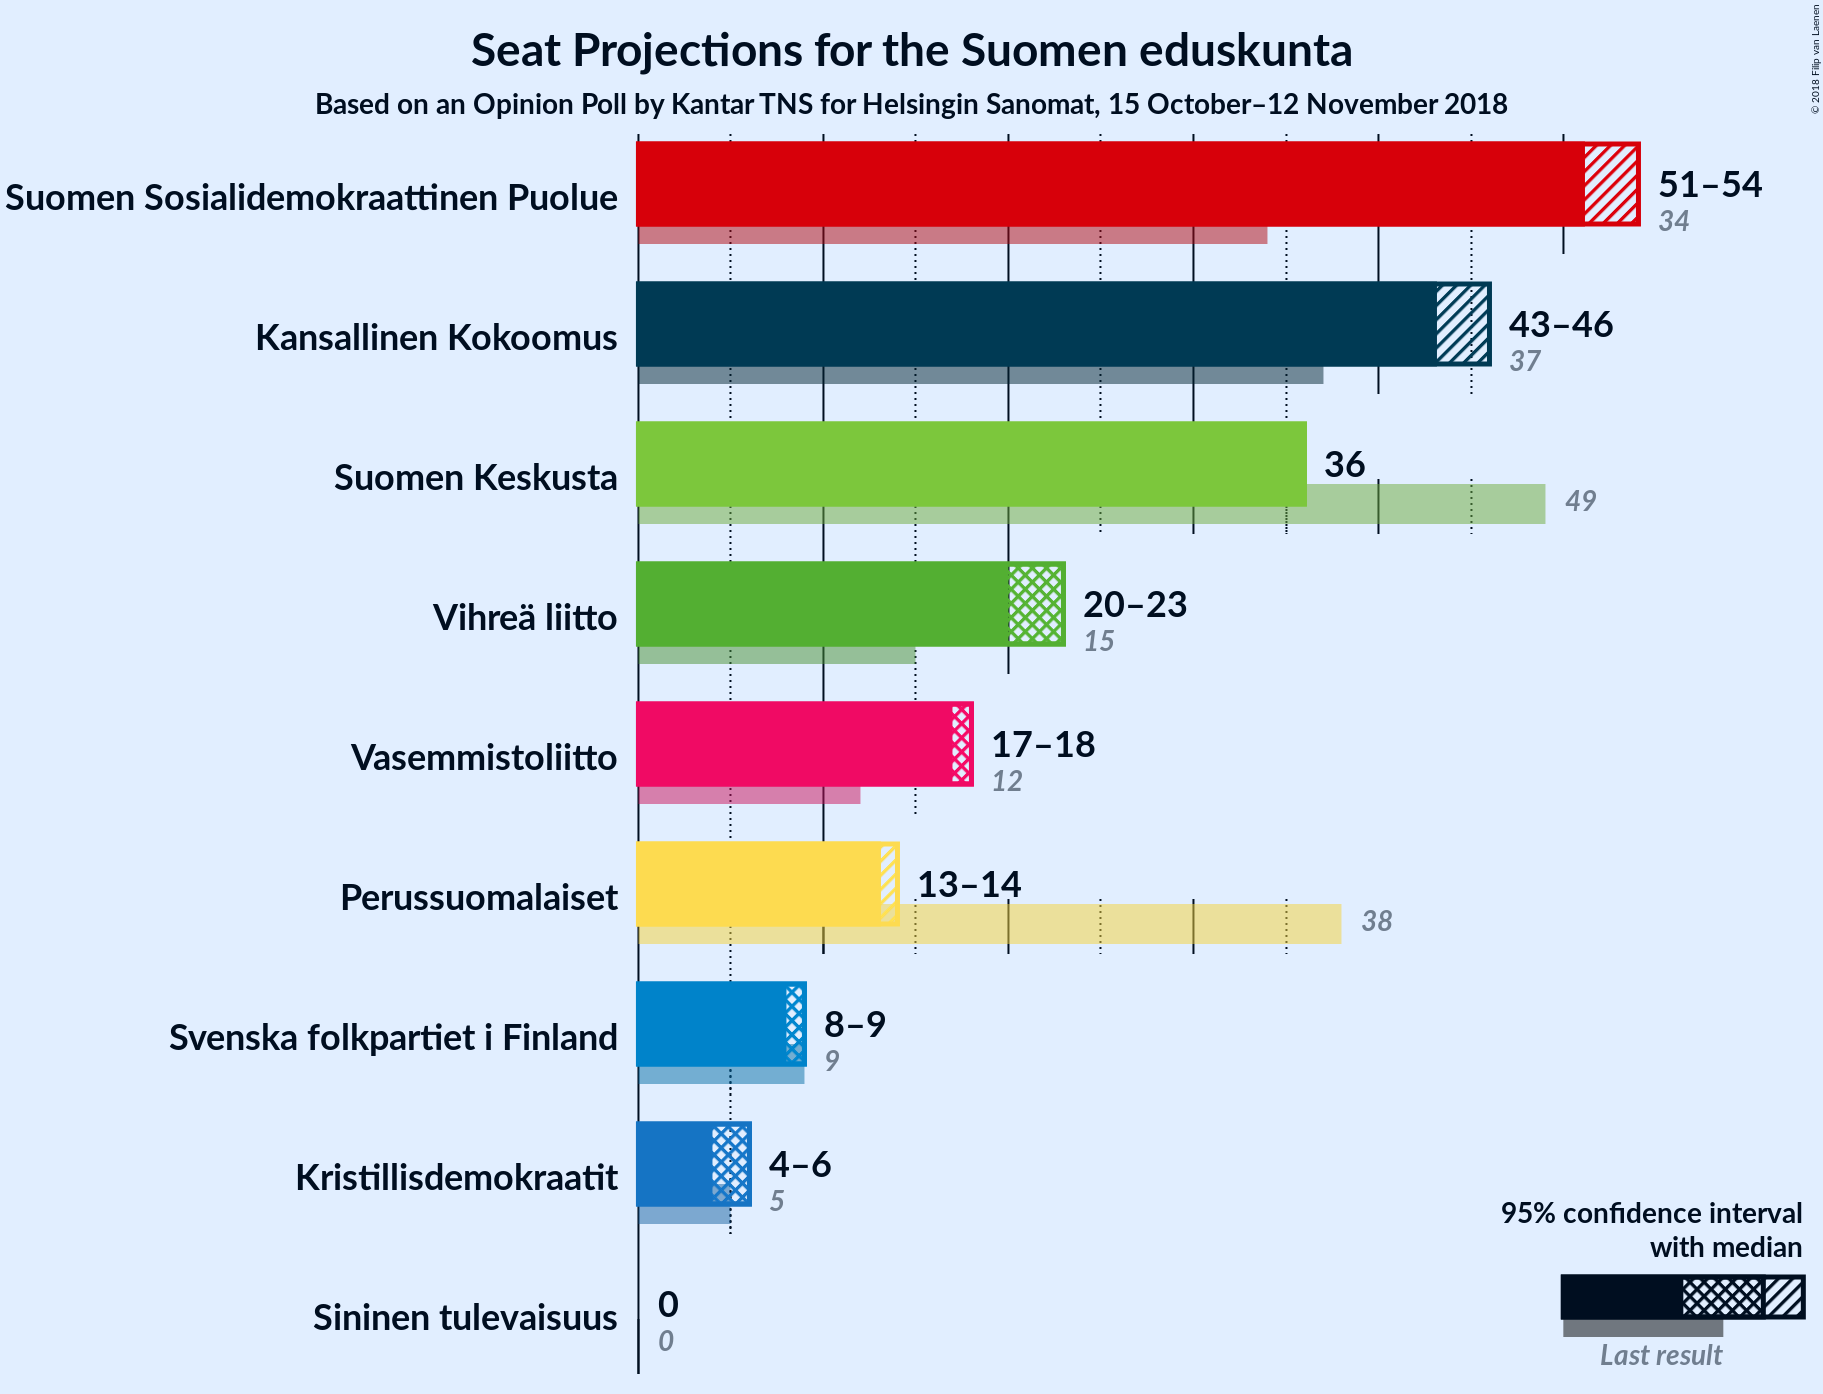 Seat Projections for the Suomen eduskunta
Based on an Opinion Poll by Kantar TNS for Helsingin Sanomat, 15 October–12 November 2018
© 2018 Filip van Laenen
Suomen Sosialidemokraattinen Puolue
51–54
34
Kansallinen Kokoomus
43–46
37
Suomen Keskusta
36
49
Vihreä liitto
20–23
15
Vasemmistoliitto
17–18
12
Perussuomalaiset
13–14
38
Svenska folkpartiet i Finland
8–9
9
Kristillisdemokraatit
4–6
5
Sininen tulevaisuus
0
0
95% confidence interval
with median
Last result